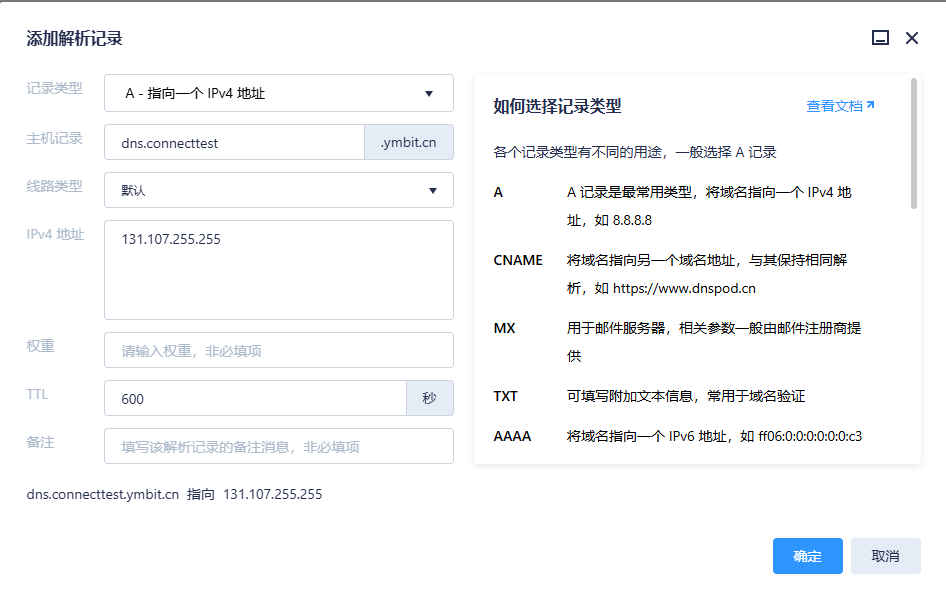 添加解析记录
记录类型
A - 指向一个 IPv4 地址
主机记录
dns.connecttest
.ymbit.cn
线路类型
默认
IPv4 地址
131.107.255.255
权重
请输入权重，非必填项
TTL
600
秒
备注
填写该解析记录的备注消息，非必填项
dns.connecttest.ymbit.cn 指向 131.107.255.255
如何选择记录类型
查看文档
各个记录类型有不同的用途，一般选择 A 记录
A
A 记录是最常用类型，将域名指向一个 IPv4 地
址，如 8.8.8.8
CNAME
将域名指向另一个域名地址，与其保持相同解
析，如 https://www.dnspod.cn
MX
用于邮件服务器，相关参数一般由邮件注册商提
供
TXT
可填写附加文本信息，常用于域名验证
AAAA
将域名指向一个 IPv6 地址，如 ff06:0:0:0:0:0:0:c3
确定
取消